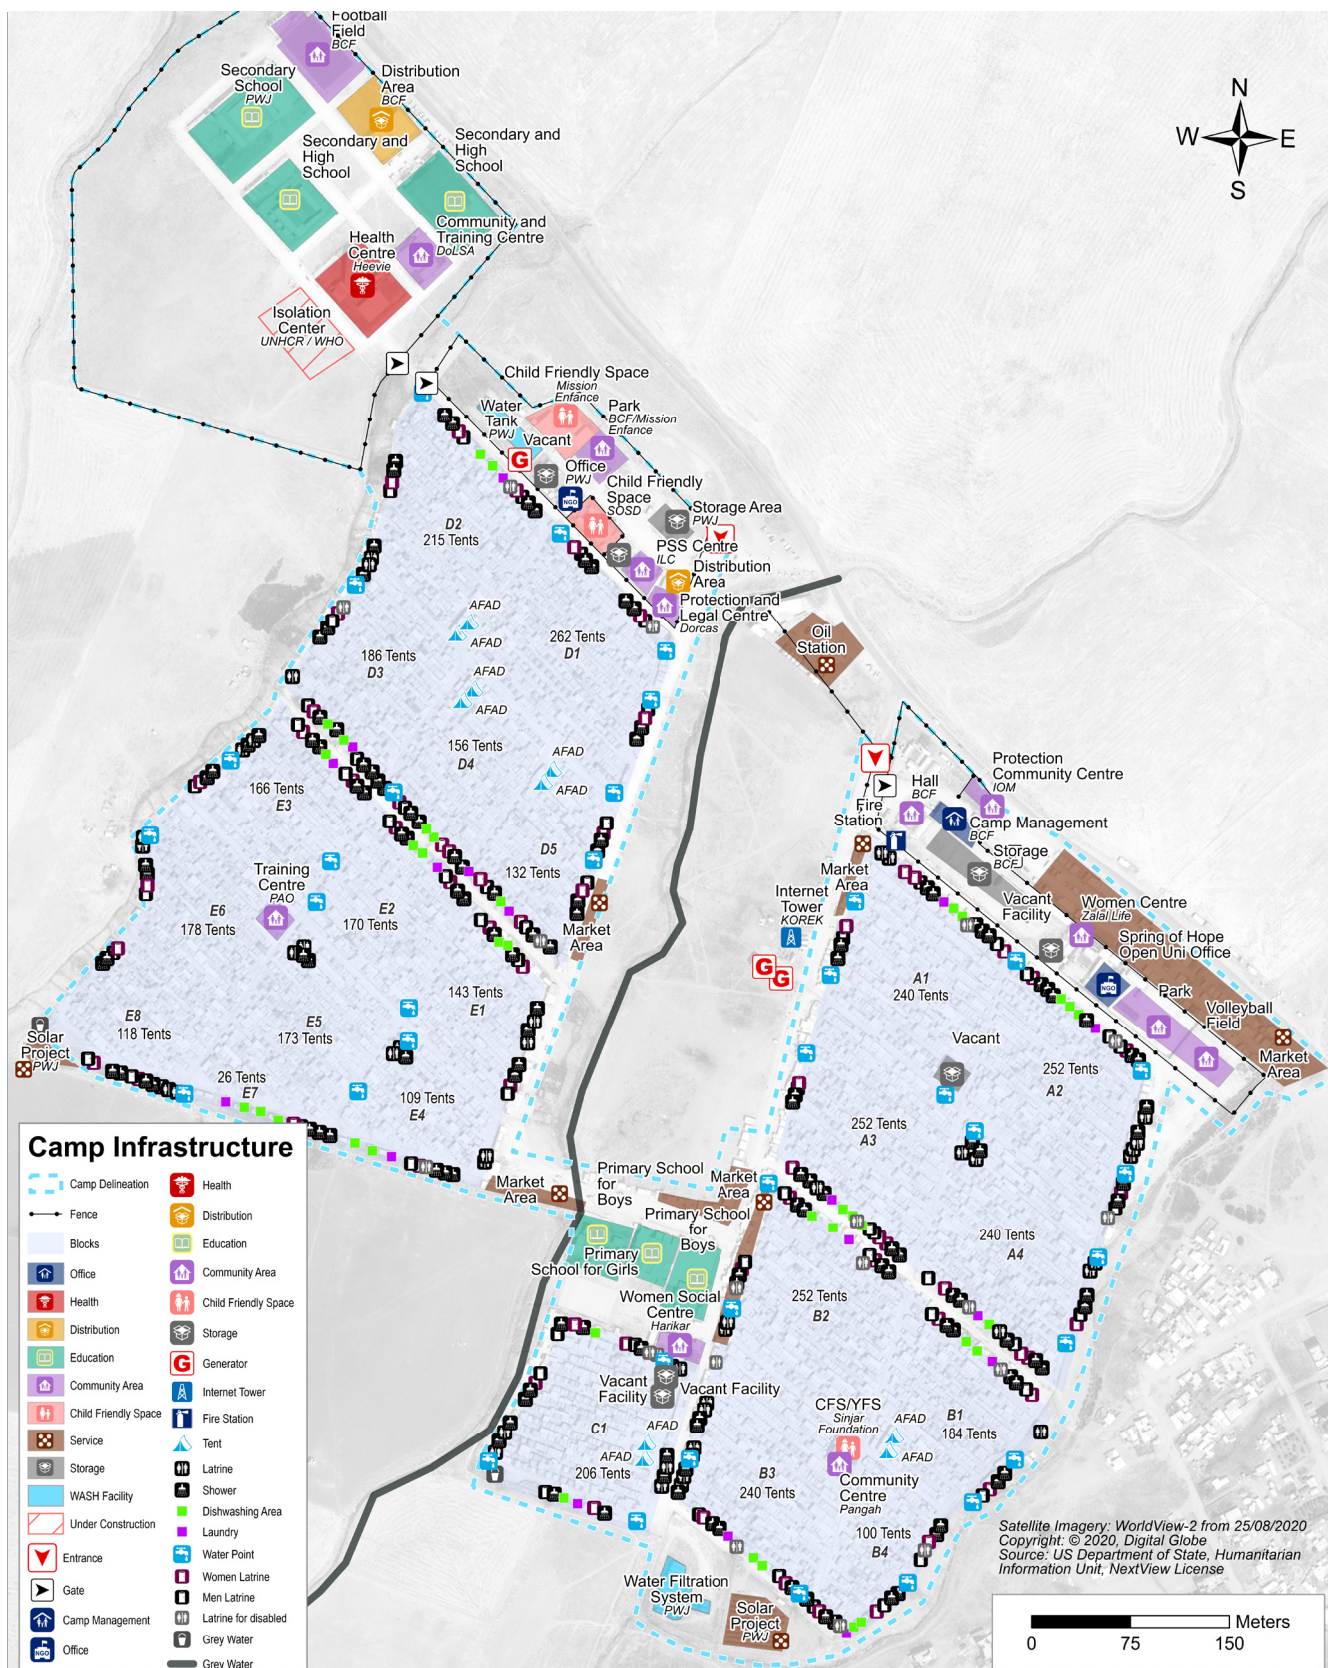 Football
Field
BCF
Secondary
School
PWJ
Distribution
Area
BCF
Secondary and
High
School
Secondary and
High
School
N
W
E
S
Community and
Training Centre
DoLSA
Health
Centre
Heevie
Isolation
Center
UNHCR / WHO
Child Friendly Space
Mission
Enfance
Park
BCF/Mission
Enfance
Water
Tank
PWJ
Vacant
G
Office
PWJ
NGO
Child Friendly
Space
SOSD
Storage Area
PWJ
PSS Centre
ILC
Distribution
Area
Protection and
Legal Centre
Dorcas
Oil
Station
D2
215 Tents
AFAD
AFAD
262 Tents
D1
186 Tents
D3
AFAD
AFAD
156 Tents
D4
AFAD
AFAD
D5
132 Tents
Market
Area
166 Tents
E3
Training
Centre
PAO
E6
178 Tents
E2
170 Tents
143 Tents
E1
E8
118 Tents
E5
173 Tents
26 Tents
E7
109 Tents
E4
Solar
Project
PWJ
Protection
Community Centre
IOM
Hall
BCF
Fire
Station
Camp Management
BCF
Storage
BCF
Market
Area
Internet
Tower
KOREK
G
G
Vacant
Facility
Women Centre
Zalal Life
Spring of Hope
Open Uni Office
NGO
Park
Volleyball
Field
Market
Area
A1
240 Tents
Vacant
252 Tents
A2
252 Tents
A3
240 Tents
A4
Market
Area
Primary School
for
Boys
Market
Area
Primary School
for
Boys
Primary
School for Girls
Women Social
Centre
Harikar
252 Tents
B2
Vacant
Facility
Vacant Facility
C1
AFAD
AFAD
206 Tents
CFS/YFS
Sinjar
Foundation
AFAD
AFAD
B1
184 Tents
B3
240 Tents
Community
Centre
Pangah
100 Tents
B4
Water Filtration
System
PWJ
Solar
Project
PWJ
Satellite Imagery: WorldView-2 from 25/08/2020
Copyright: © 2020, Digital Globe
Source: US Department of State, Humanitarian
Information Unit, NextView License
Meters
0 75 150
Camp Infrastructure
Camp Delineation
Fence
Blocks
Office
Health
Distribution
Education
Community Area
Child Friendly Space
Service
Storage
WASH Facility
Under Construction
Entrance
Gate
Camp Management
NGO
Office
Health
Distribution
Education
Community Area
Child Friendly Space
Storage
G
Generator
Internet Tower
Fire Station
Tent
Latrine
Shower
Dishwashing Area
Laundry
Water Point
Women Latrine
Men Latrine
Latrine for disabled
Grey Water
Grey Water